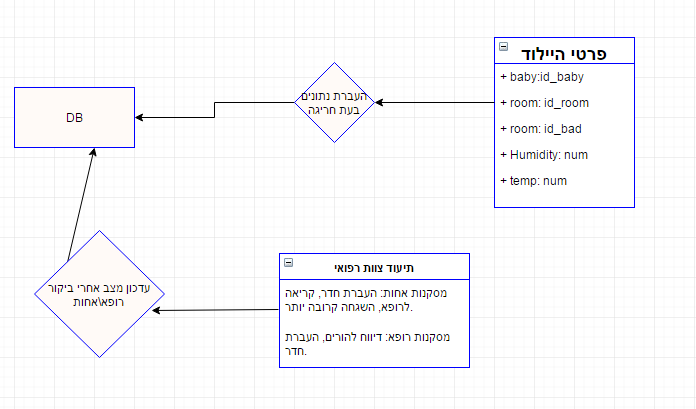 פרטי היילוד
+ baby:id_baby
+ room: id_room
+ room: id_bad
+ Humidity: num
+ temp: num
העברת נתונים
בעת חריגה
DB
עדכון מצב אחרי ביקור
רופא\אחות
תיעוד צוות רפואי
מסקנות אחות: העברת חדר, קריאה
לרופא, השגחה קרובה יותר.
מסקנות רופא: דיווח להורים, העברת
חדר.